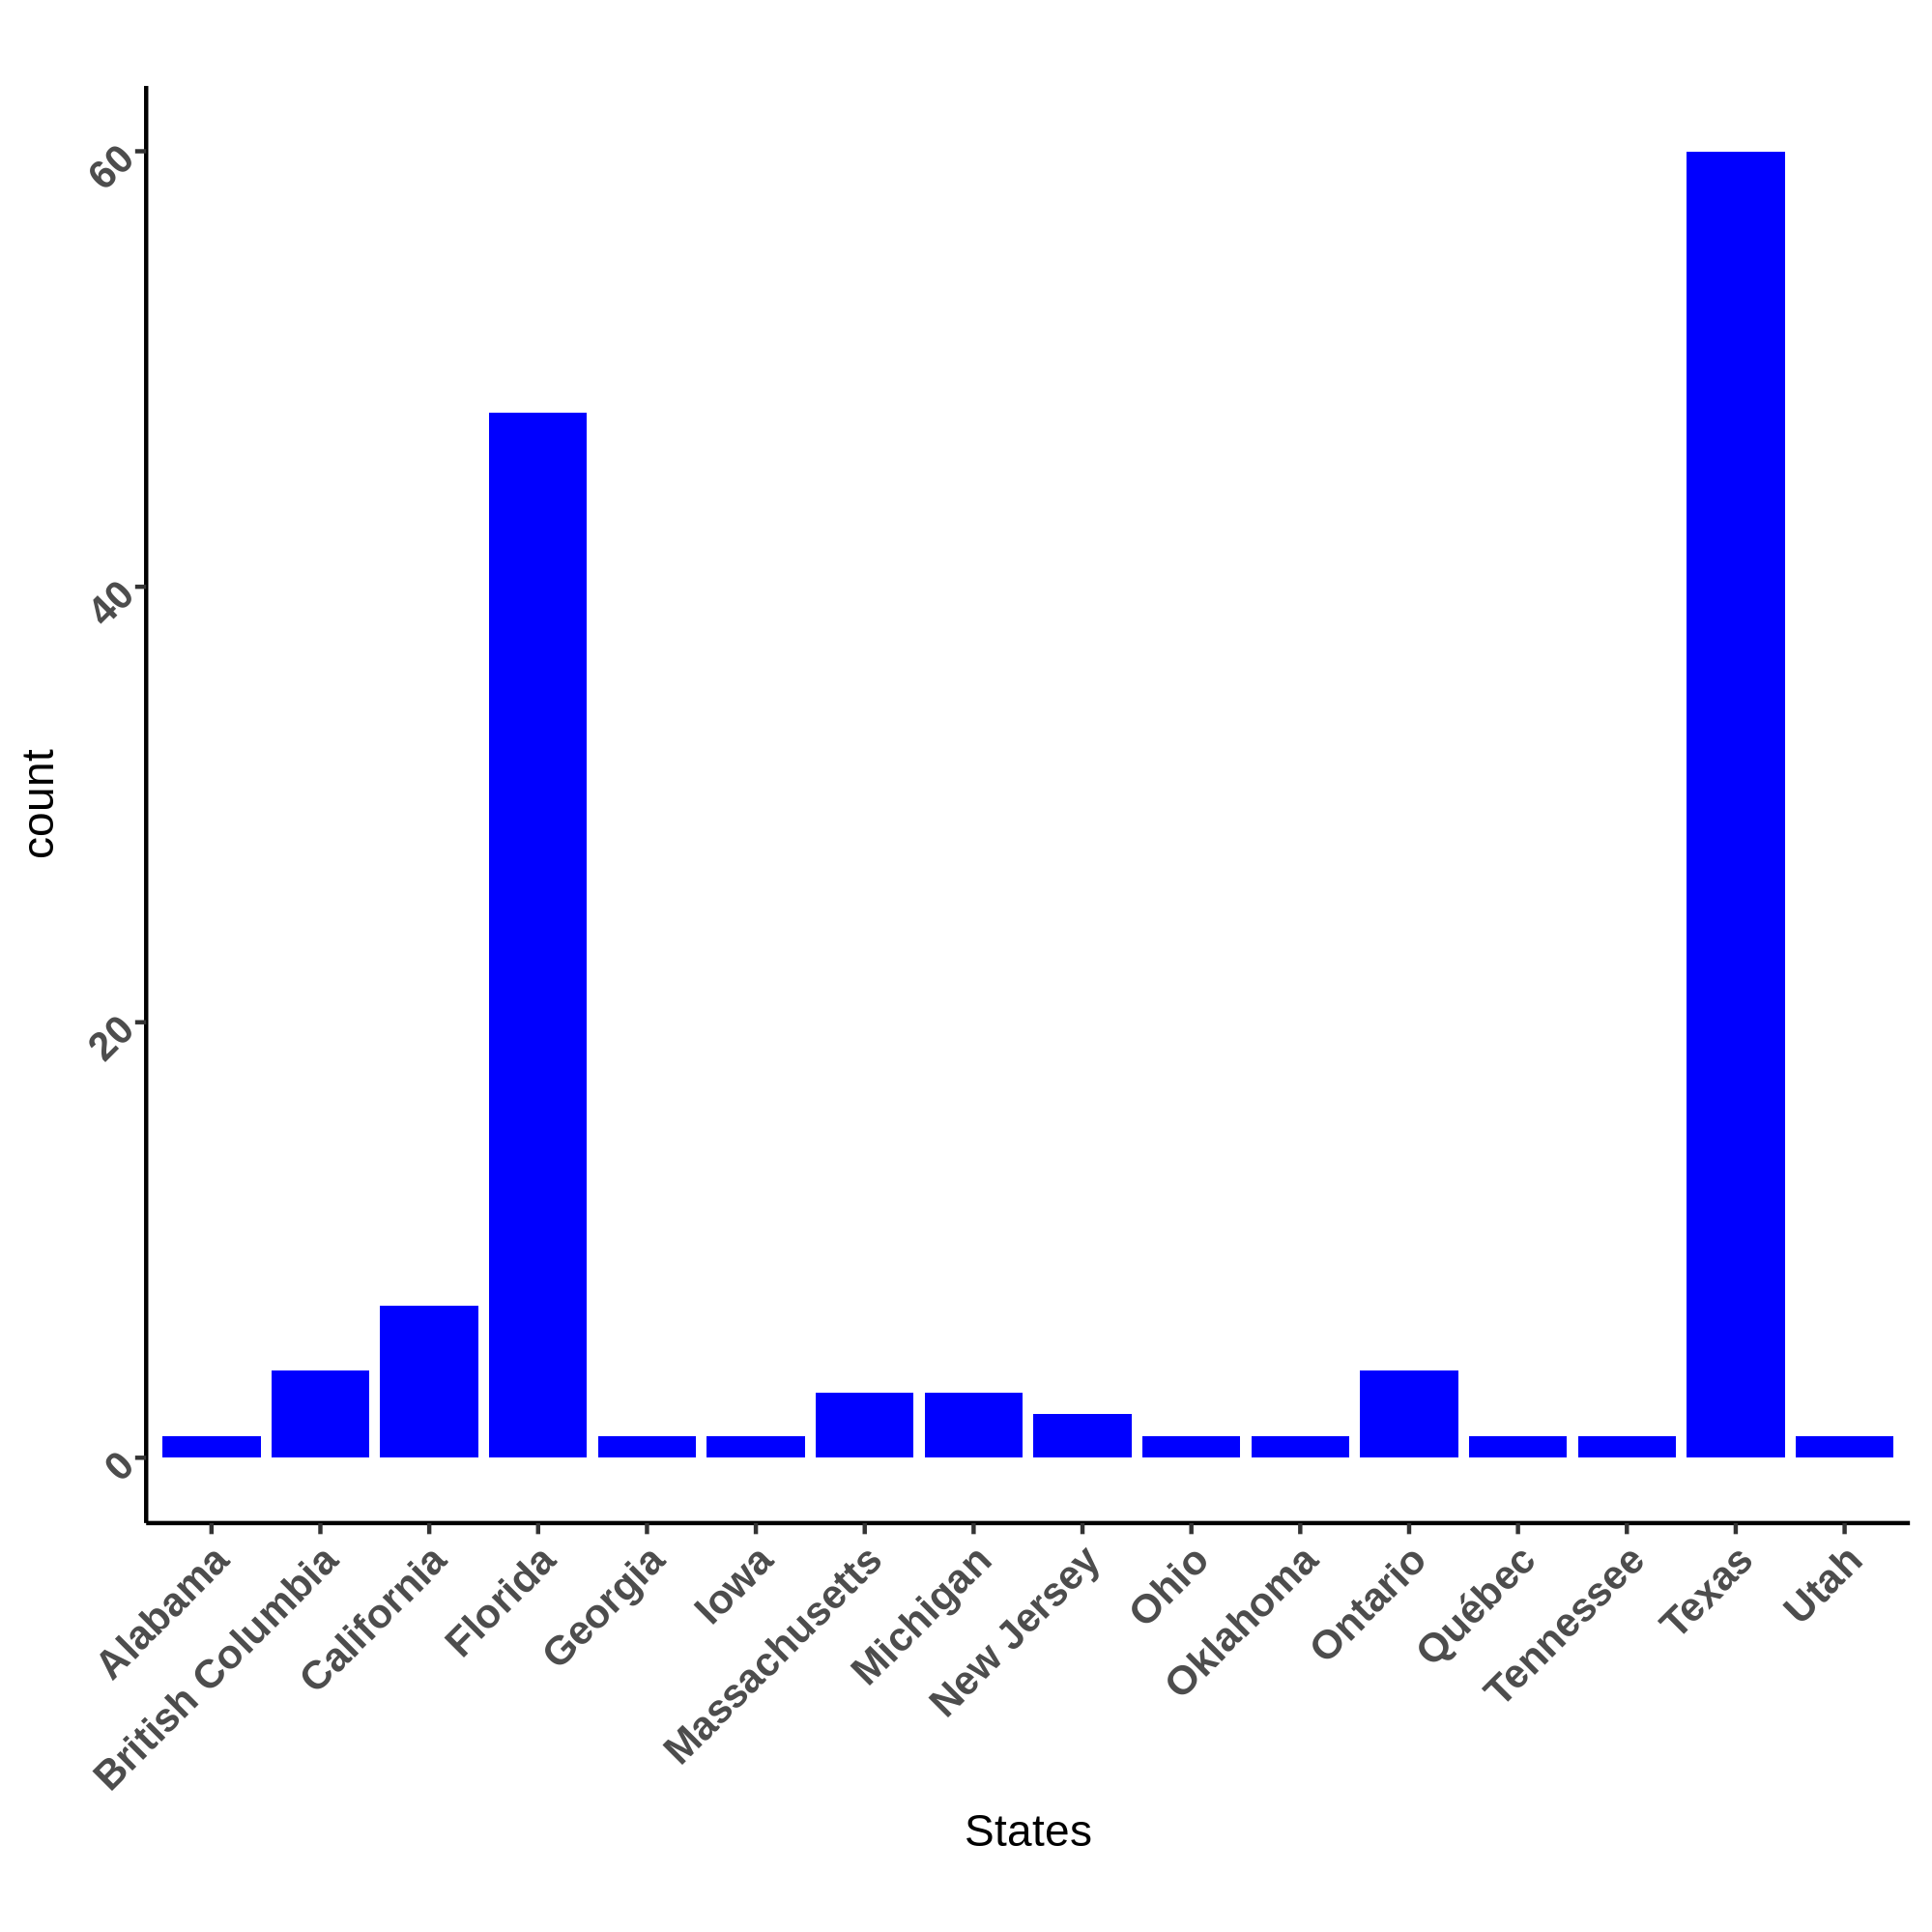 count
60
40
20
0
Alabama
British Columbia
California
Florida
Georgia
Iowa
Massachusetts
Michigan
New Jersey
Ohio
Oklahoma
Ontario
Québec
Tennessee
Texas
Utah
States